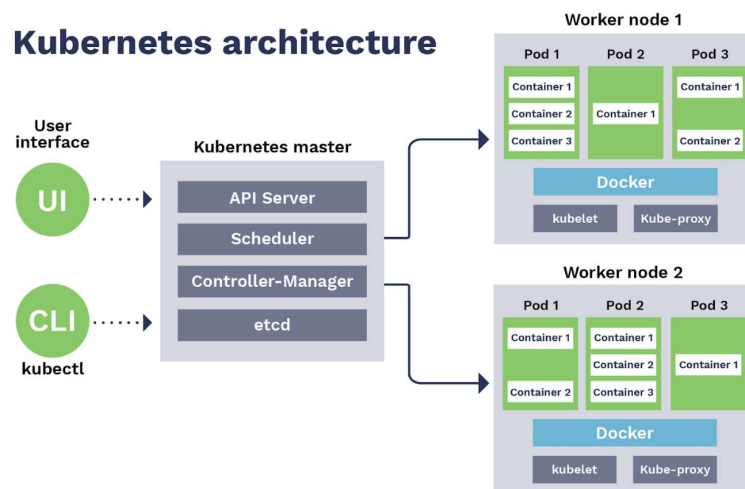 Kubernetes architecture
User
interface
UI
CLI
kubectl
Kubernetes master
API Server
Scheduler
Controller-Manager
etcd
Worker node 1
Pod 1
Container 1
Container 2
Container 3
Pod 2
Container 1
Pod 3
Container 1
Container 2
Docker
kubelet
Kube-proxy
Worker node 2
Pod 1
Container 1
Container 2
Pod 2
Container 1
Container 2
Container 3
Pod 3
Container 1
Docker
kubelet
Kube-proxy